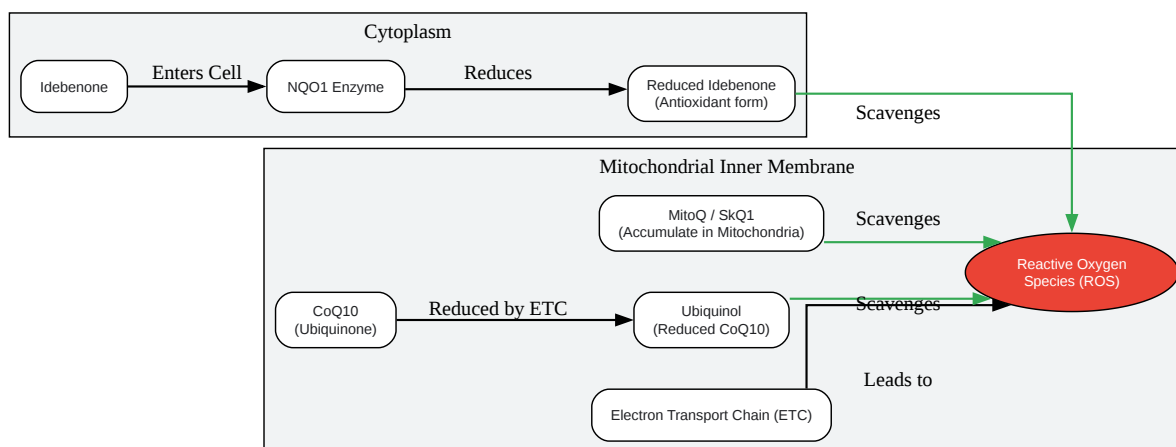 Cytoplasm
Idebenone
Enters Cell
NQO1 Enzyme
Reduces
Reduced Idebenone
(Antioxidant form)
Scavenges
Mitochondrial Inner Membrane
MitoQ / SkQ1
(Accumulate in Mitochondria)
Scavenges
Reactive Oxygen
Species (ROS)
CoQ10
(Ubiquinone)
Reduced by ETC
Ubiquinol
(Reduced CoQ10)
Scavenges
Leads to
Electron Transport Chain (ETC)